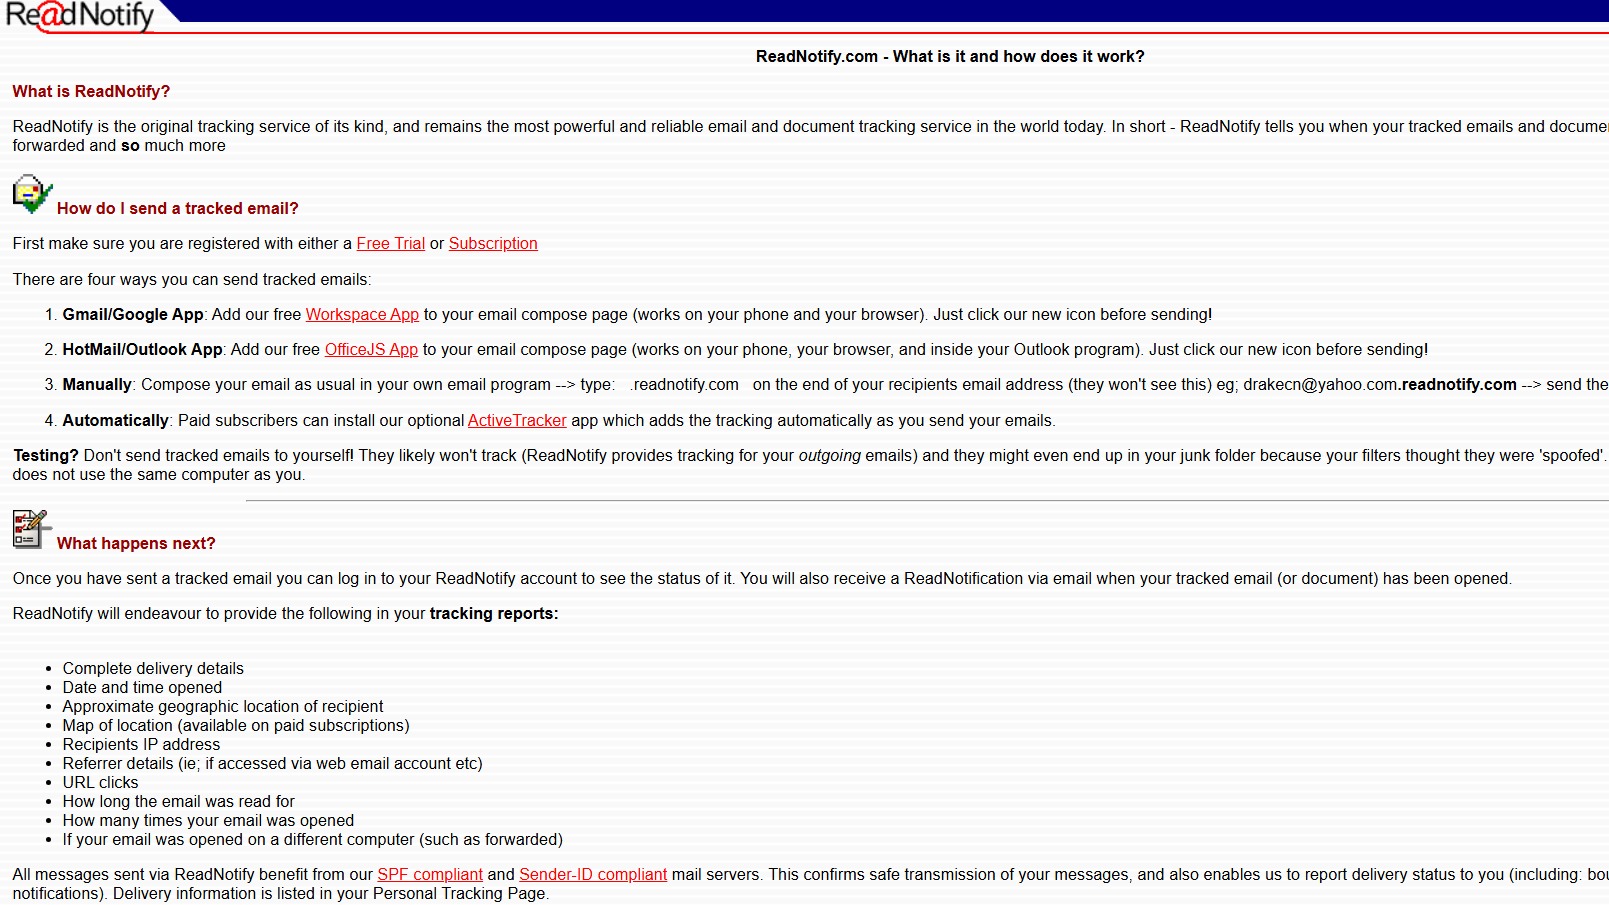 Re@dNotify
ReadNotify.com - What is it and how does it work?
What is ReadNotify?
ReadNotify is the original tracking service of its kind, and remains the most powerful and reliable email and document tracking service in the world today. In short - ReadNotify tells you when your tracked emails and
forwarded and so much more
How do I send a tracked email?
First make sure you are registered with either a Free Trial or Subscription
There are four ways you can send tracked emails:
1. Gmail/Google App: Add our free Workspace App to your email compose page (works on your phone and your browser). Just click our new icon before sending!
2. HotMail/Outlook App: Add our free OfficeJS App to your email compose page (works on your phone, your browser, and inside your Outlook program). Just click our new icon before sending!
3. Manually: Compose your email as usual in your own email program --> type: .readnotify.com on the end of your recipients email address (they won't see this) eg; drakecn@yahoo.com.readnotify.com --> send the
4. Automatically: Paid subscribers can install our optional ActiveTracker app which adds the tracking automatically as you send your emails.
Testing? Don't send tracked emails to yourself! They likely won't track (ReadNotify provides tracking for your outgoing emails) and they might even end up in your junk folder because your filters thought they were 'spoofed'.
does not use the same computer as you.
What happens next?
Once you have sent a tracked email you can log in to your ReadNotify account to see the status of it. You will also receive a ReadNotification via email when your tracked email (or document) has been opened.
ReadNotify will endeavour to provide the following in your tracking reports:
• Complete delivery details
• Date and time opened
• Approximate geographic location of recipient
• Map of location (available on paid subscriptions)
• Recipients IP address
• Referrer details (ie; if accessed via web email account etc)
• URL clicks
• How long the email was read for
• How many times your email was opened
• If your email was opened on a different computer (such as forwarded)
All messages sent via ReadNotify benefit from our SPF compliant and Sender-ID compliant mail servers. This confirms safe transmission of your messages, and also enables us to report delivery status to you (including:
notifications). Delivery information is listed in your Personal Tracking Page.